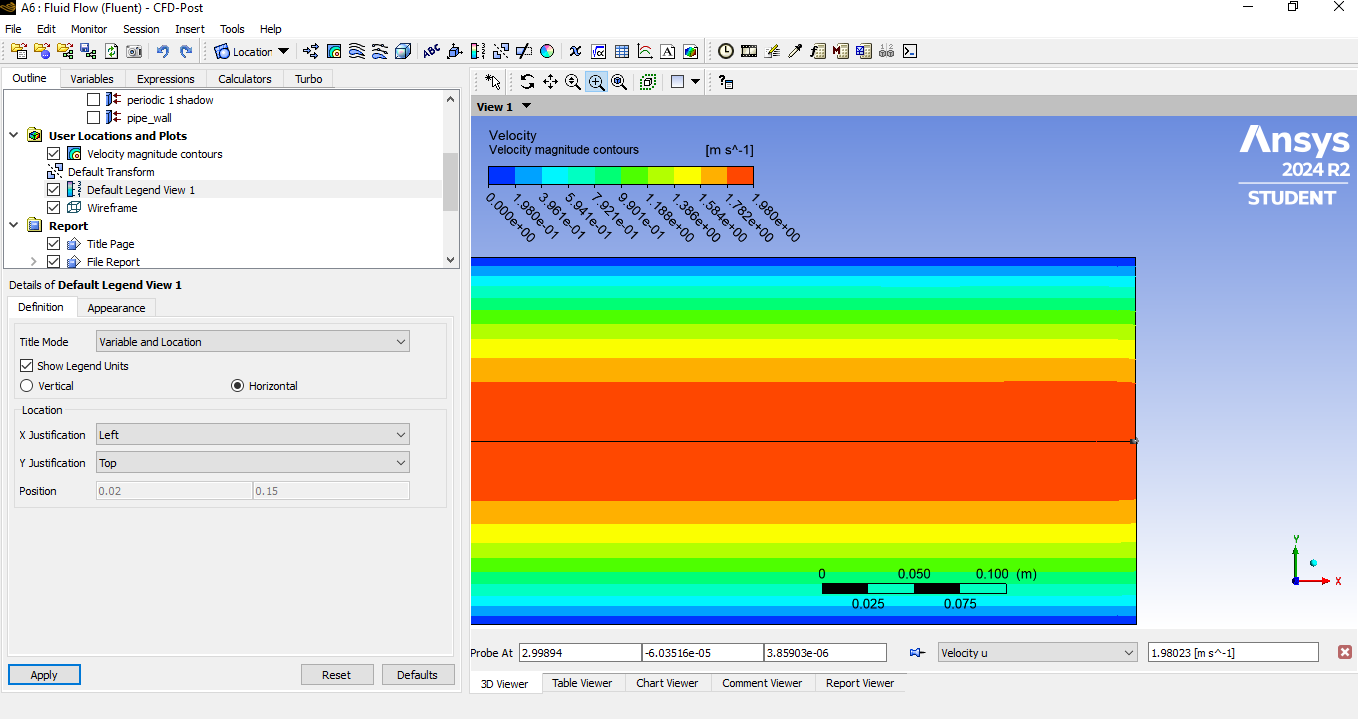 A6 : Fluid Flow (Fluent) - CFD-Post
File Edit Monitor Session Insert Tools Help
Location
Outline Variables Expressions Calculators Turbo
periodic 1 shadow
pipe_wall
User Locations and Plots
Velocity magnitude contours
Default Transform
Default Legend View 1
Wireframe
Report
Title Page
File Report
Details of Default Legend View 1
Definition Appearance
Title Mode Variable and Location
Show Legend Units
Vertical Horizontal
Location
X Justification Left
Y Justification Top
Position 0.02 0.15
Apply Reset Defaults
View 1
Velocity
Velocity magnitude contours [m s^-1]
0.000e+00 1.980e-01 3.961e-01 5.941e-01 7.921e-01 9.901e-01 1.188e+00 1.386e+00 1.584e+00 1.782e+00 1.980e+00
Ansys
2024 R2
STUDENT
0 0.050 0.100 (m)
0.025 0.075
Y
X
Probe At 2.99894 -6.03516e-05 3.85903e-06 Velocity u 1.98023 [m s^-1]
3D Viewer Table Viewer Chart Viewer Comment Viewer Report Viewer